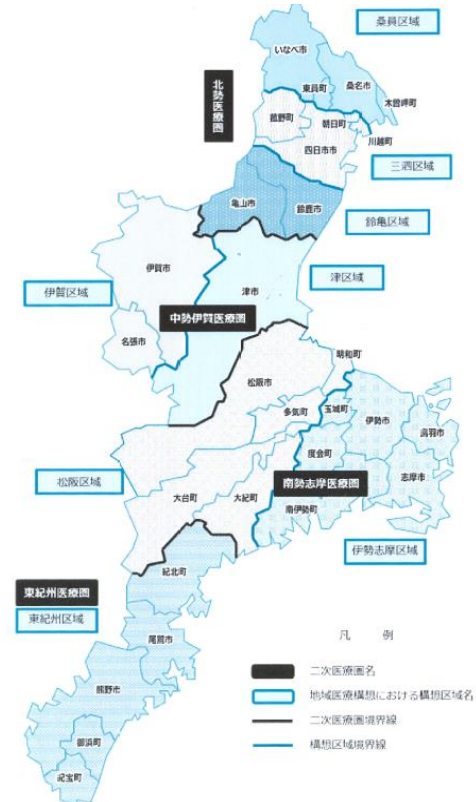 桑員区域
いなべ市
北勢医療圏
東員町
桑名市
木曽岬町
菰野町
朝日町
川越町
四日市市
三泗区域
亀山市
鈴鹿市
鈴亀区域
伊賀市
津区域
伊賀区域
津市
中勢伊賀医療圏
名張市
明和町
松阪市
玉城町
伊勢市
多気町
鳥羽市
度会町
志摩市
松阪区域
南勢志摩医療圏
大台町
大紀町
南伊勢町
伊勢志摩区域
紀北町
東紀州医療圏
東紀州区域
尾鷲市
凡 例
二次医療圏名
熊野市
地域医療構想における構想区域名
二次医療圏境界線
御浜町
構想区域境界線
紀宝町